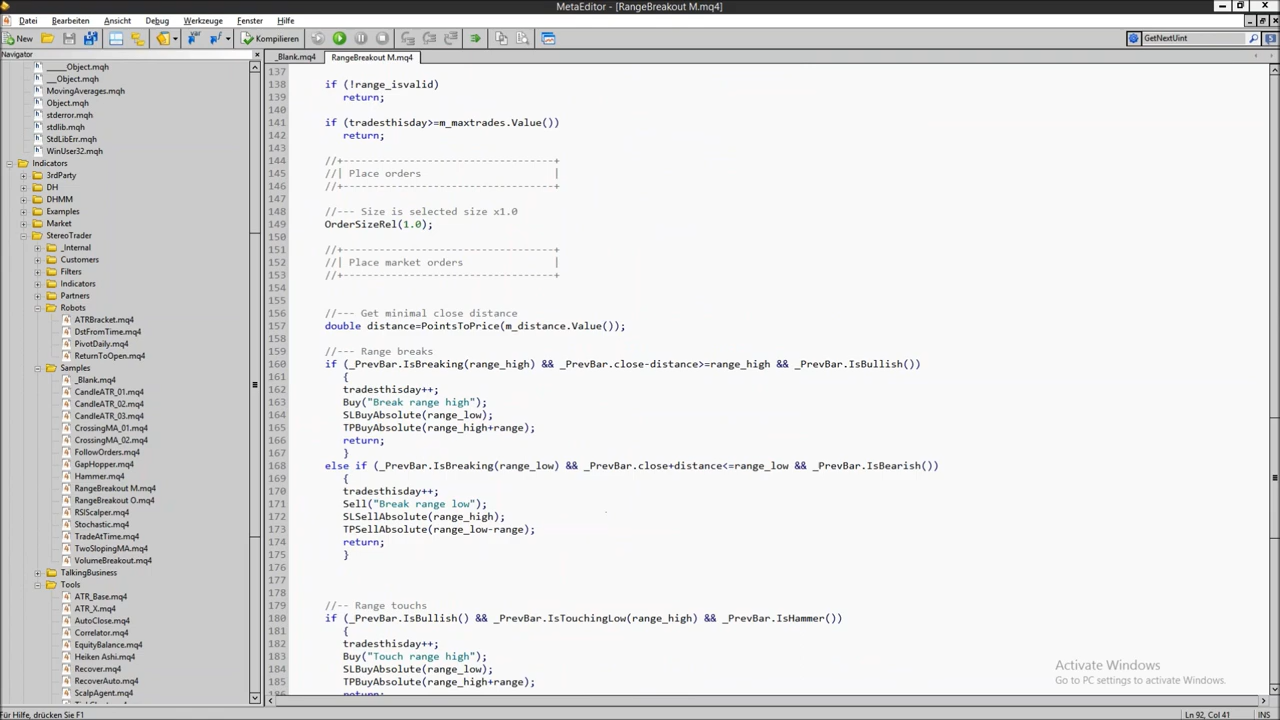 MetaEditor - [RangeBreakout M.mq4]
Datei Bearbeiten Ansicht Debug Werkzeuge Fenster Hilfe
New Kompilieren GetNextUint
Navigator
_Blank.mq4 RangeBreakout M.mq4
_____Object.mqh
__Object.mqh
MovingAverages.mqh
Object.mqh
stderror.mqh
stdlib.mqh
StdLibErr.mqh
WinUser32.mqh
Indicators
3rdParty
DH
DHMM
Examples
Market
StereoTrader
_Internal
Customers
Filters
Indicators
Partners
Robots
ATRBracket.mq4
DstFromTime.mq4
PivotDaily.mq4
ReturnToOpen.mq4
Samples
_Blank.mq4
CandleATR_01.mq4
CandleATR_02.mq4
CandleATR_03.mq4
CrossingMA_01.mq4
CrossingMA_02.mq4
FollowOrders.mq4
GapHopper.mq4
Hammer.mq4
RangeBreakout M.mq4
RangeBreakout O.mq4
RSIScalper.mq4
Stochastic.mq4
TradeAtTime.mq4
TwoSlopingMA.mq4
VolumeBreakout.mq4
TalkingBusiness
Tools
ATR_Base.mq4
ATR_X.mq4
AutoClose.mq4
Correlator.mq4
EquityBalance.mq4
Heiken Ashi.mq4
Recover.mq4
RecoverAuto.mq4
ScalpAgent.mq4
137
138 if (!range_isvalid)
139 return;
140
141 if (tradesthisday>=m_maxtrades.Value())
142 return;
143
144 //+-----------------------------------+
145 //| Place orders |
146 //+-----------------------------------+
147
148 //--- Size is selected size x1.0
149 OrderSizeRel(1.0);
150
151 //+-----------------------------------+
152 //| Place market orders |
153 //+-----------------------------------+
154
155
156 //--- Get minimal close distance
157 double distance=PointsToPrice(m_distance.Value());
158
159 //--- Range breaks
160 if (_PrevBar.IsBreaking(range_high) && _PrevBar.close-distance>=range_high && _PrevBar.IsBullish())
161 {
162 tradesthisday++;
163 Buy("Break range high");
164 SLBuyAbsolute(range_low);
165 TPBuyAbsolute(range_high+range);
166 return;
167 }
168 else if (_PrevBar.IsBreaking(range_low) && _PrevBar.close+distance<=range_low && _PrevBar.IsBearish())
169 {
170 tradesthisday++;
171 Sell("Break range low");
172 SLSellAbsolute(range_high);
173 TPSellAbsolute(range_low-range);
174 return;
175 }
176
177
178
179 //-- Range touchs
180 if (_PrevBar.IsBullish() && _PrevBar.IsTouchingLow(range_high) && _PrevBar.IsHammer())
181 {
182 tradesthisday++;
183 Buy("Touch range high");
184 SLBuyAbsolute(range_low);
185 TPBuyAbsolute(range_high+range);
186 return;
Activate Windows
Go to PC settings to activate Windows.
Für Hilfe, drücken Sie F1 Ln 92, Col 41 INS